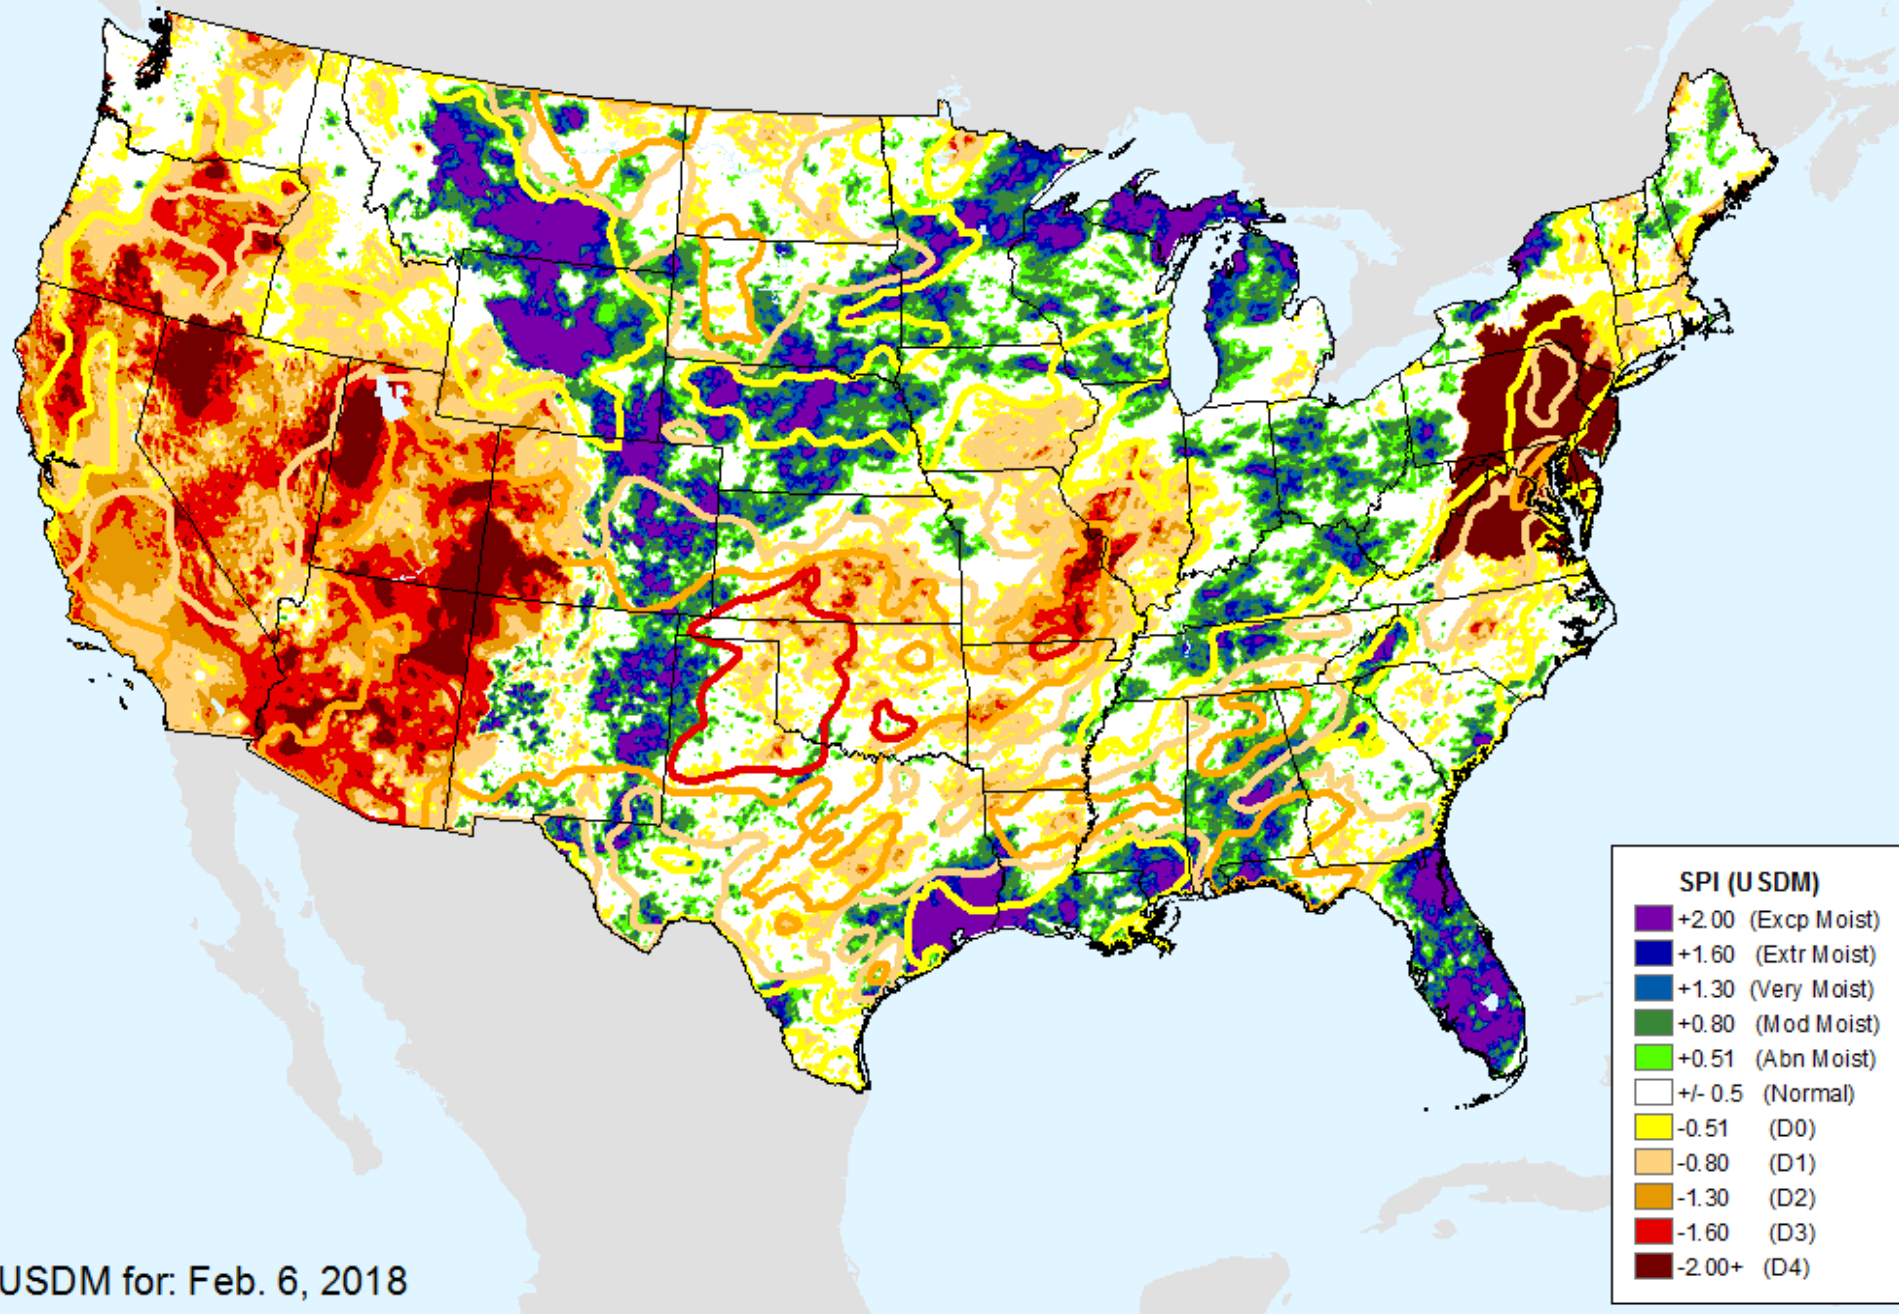 SPI (USDM)
+2.00 (Excp Moist)
+1.60 (Extr Moist)
+1.30 (Very Moist)
+0.80 (Mod Moist)
+0.51 (Abn Moist)
+/- 0.5 (Normal)
-0.51 (D0)
-0.80 (D1)
-1.30 (D2)
-1.60 (D3)
-2.00+ (D4)
USDM for: Feb. 6, 2018